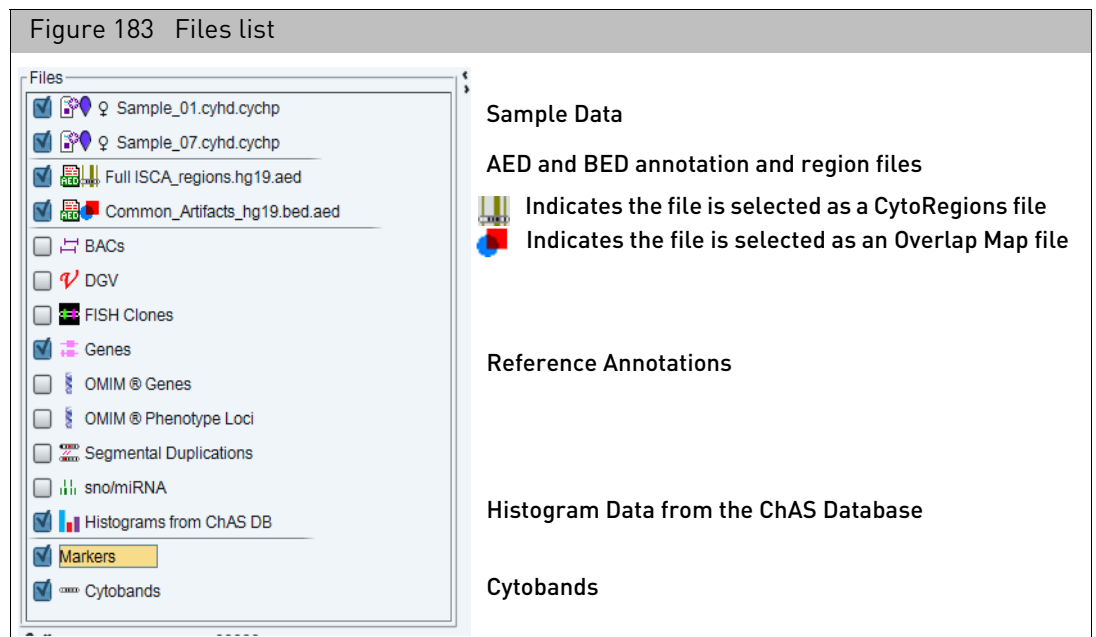 Figure 183 Files list
Files
♀ Sample_01.cyhd.cychp
♀ Sample_07.cyhd.cychp
Full ISCA_regions.hg19.aed
Common_Artifacts_hg19.bed.aed
BACs
DGV
FISH Clones
Genes
OMIM ® Genes
OMIM ® Phenotype Loci
Segmental Duplications
sno/miRNA
Histograms from ChAS DB
Markers
Cytobands
Sample Data
AED and BED annotation and region files
Indicates the file is selected as a CytoRegions file
Indicates the file is selected as an Overlap Map file
Reference Annotations
Histogram Data from the ChAS Database
Cytobands